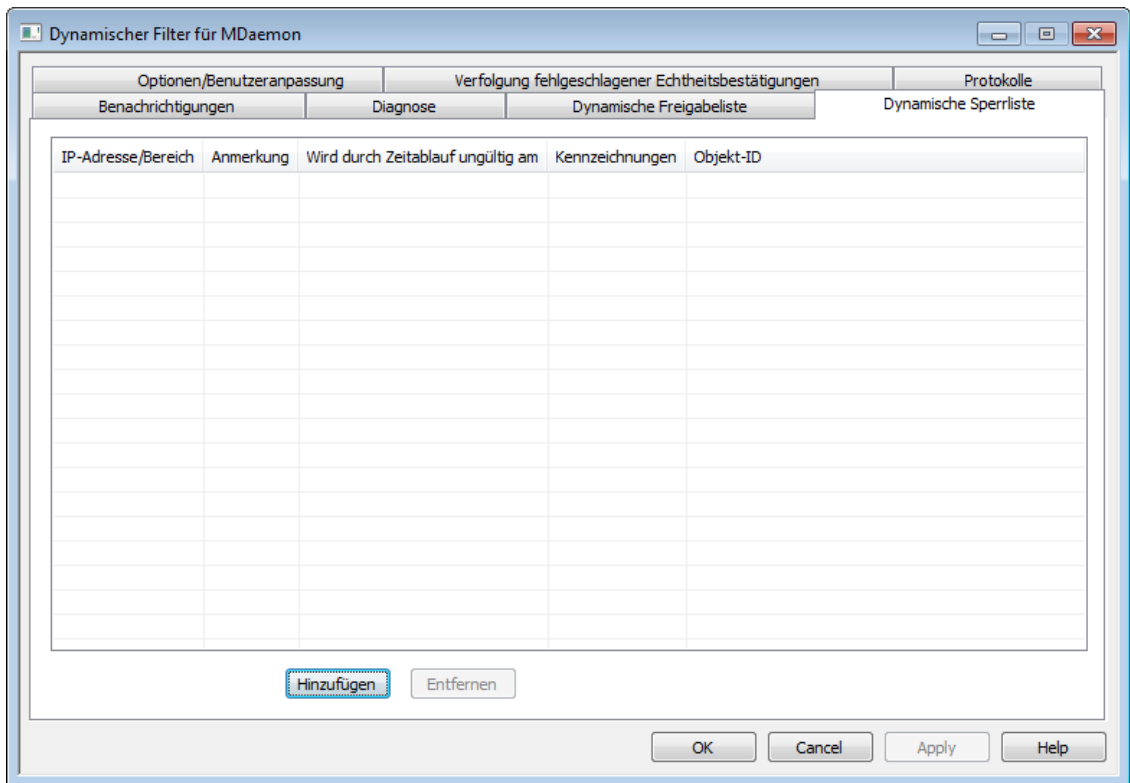 Dynamischer Filter für MDaemon
Optionen/Benutzeranpassung Verfolgung fehlgeschlagener Echtheitsbestätigungen Protokolle
Benachrichtigungen Diagnose Dynamische Freigabeliste Dynamische Sperrliste
IP-Adresse/Bereich Anmerkung Wird durch Zeitablauf ungültig am Kennzeichnungen Objekt-ID
Hinzufügen Entfernen
OK Cancel Apply Help